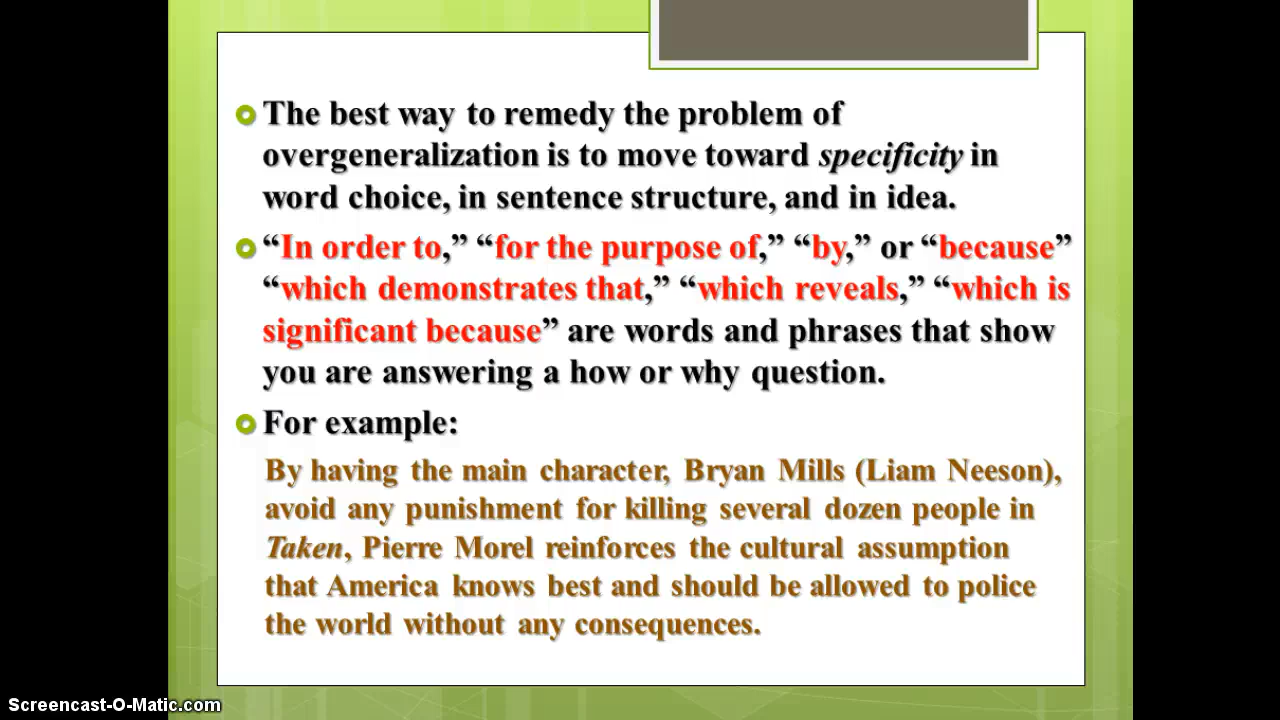 The best way to remedy the problem of
overgeneralization is to move toward specificity in
word choice, in sentence structure, and in idea.
“In order to,” “for the purpose of,” “by,” or “because”
“which demonstrates that,” “which reveals,” “which is
significant because” are words and phrases that show
you are answering a how or why question.
For example:
By having the main character, Bryan Mills (Liam Neeson),
avoid any punishment for killing several dozen people in
Taken, Pierre Morel reinforces the cultural assumption
that America knows best and should be allowed to police
the world without any consequences.
Screencast-O-Matic.com